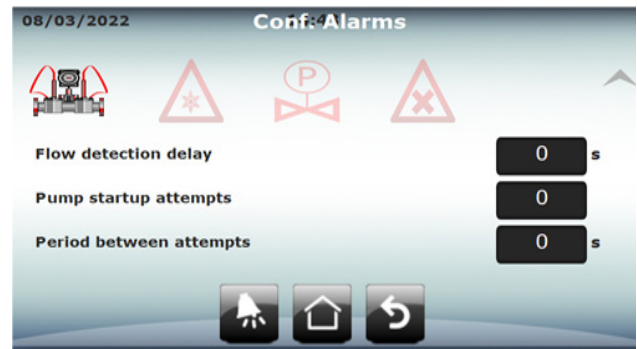 08/03/2022 Conf. Alarms
P
Flow detection delay 0 s
Pump startup attempts 0
Period between attempts 0 s